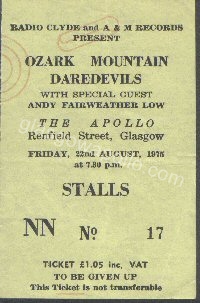 RADIO CLYDE and A & M RECORDS
PRESENT
OZARK MOUNTAIN
DAREDEVILS
WITH SPECIAL GUEST
ANDY FAIRWEATHER LOW
THE APOLLO
Renfield Street, Glasgow
FRIDAY, 22nd AUGUST, 1975
at 7.30 p.m.
STALLS
NN No 17
TICKET £1.05 inc. VAT
TO BE GIVEN UP
This Ticket is not transferable